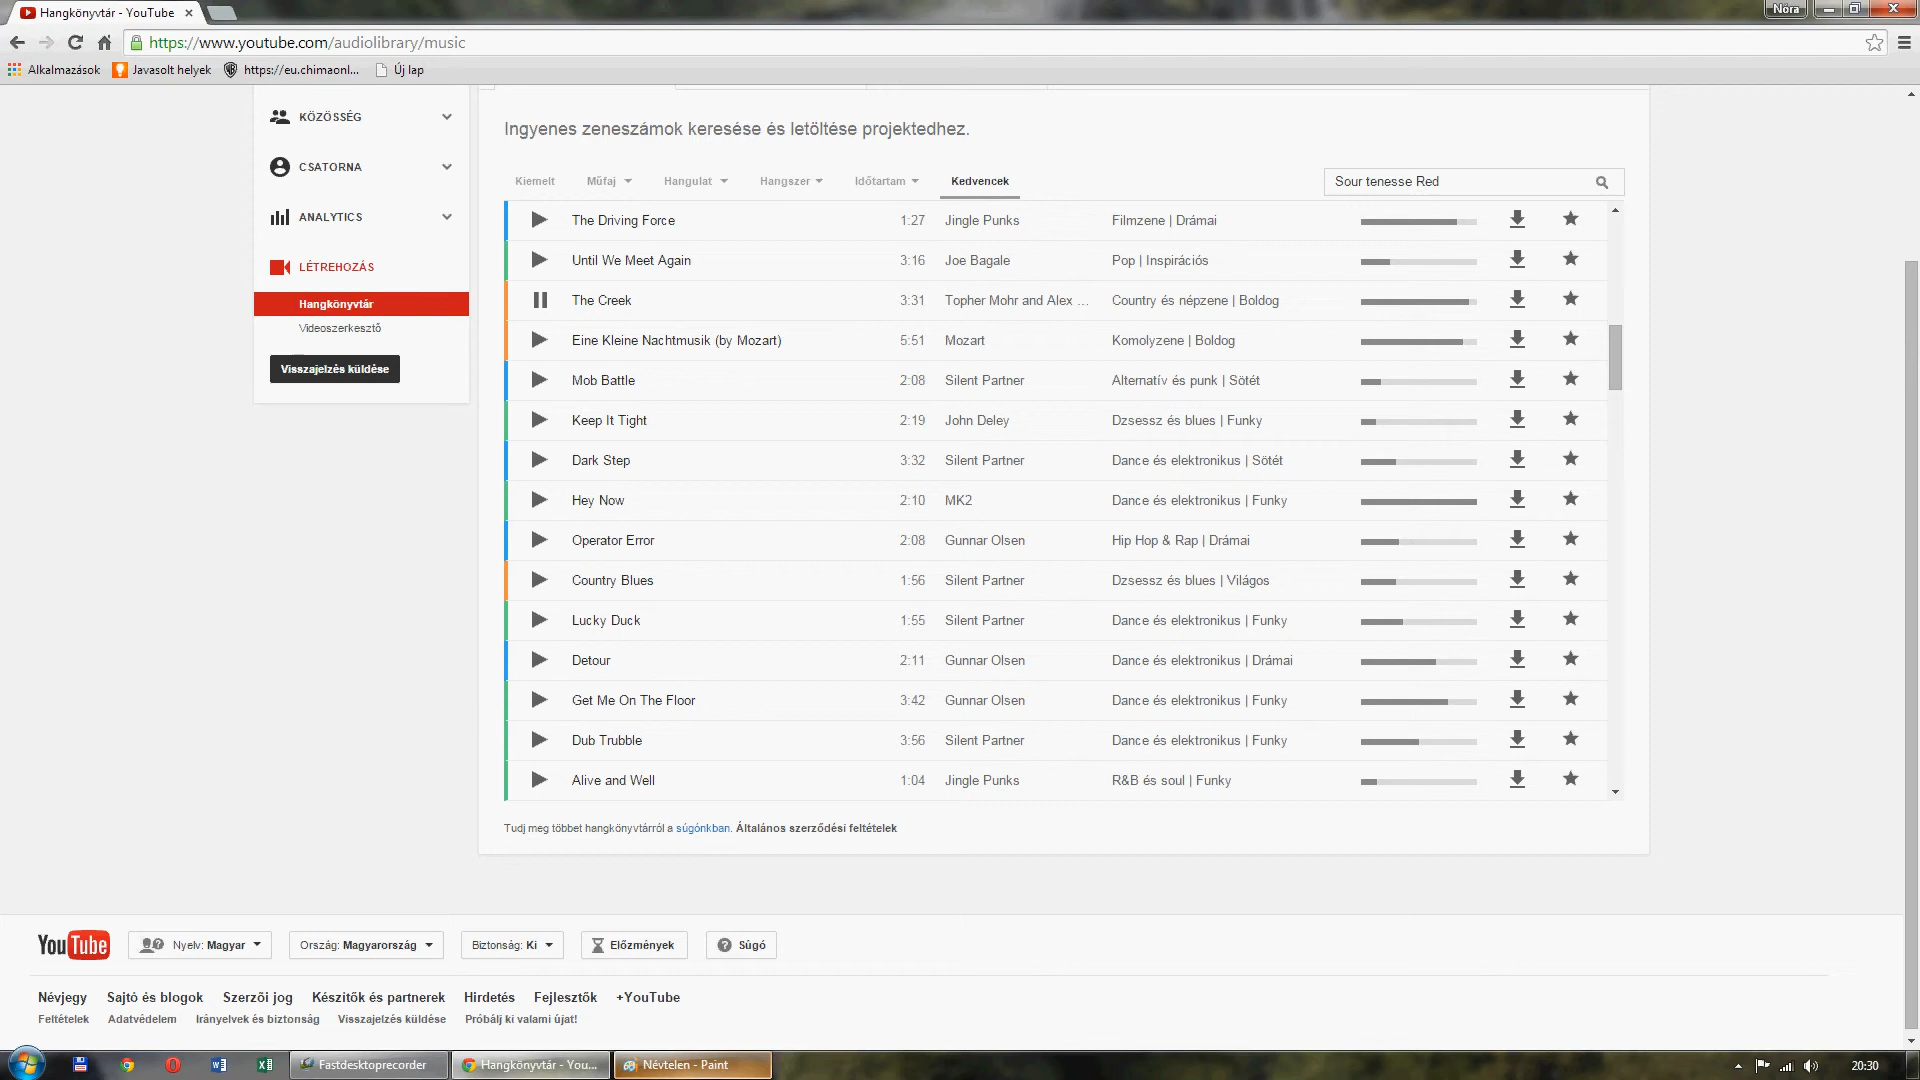 Hangkönyvtár - YouTube
Nóra
https://www.youtube.com/audiolibrary/music
Alkalmazások Javasolt helyek https://eu.chimaonl... Új lap
KÖZÖSSÉG
CSATORNA
ANALYTICS
LÉTREHOZÁS
Hangkönyvtár
Videoszerkesztő
Visszajelzés küldése
Ingyenes zeneszámok keresése és letöltése projektedhez.
Kiemelt Műfaj Hangulat Hangszer Időtartam Kedvencek Sour tenesse Red
The Driving Force 1:27 Jingle Punks Filmzene | Drámai
Until We Meet Again 3:16 Joe Bagale Pop | Inspirációs
The Creek 3:31 Topher Mohr and Alex ... Country és népzene | Boldog
Eine Kleine Nachtmusik (by Mozart) 5:51 Mozart Komolyzene | Boldog
Mob Battle 2:08 Silent Partner Alternatív és punk | Sötét
Keep It Tight 2:19 John Deley Dzsessz és blues | Funky
Dark Step 3:32 Silent Partner Dance és elektronikus | Sötét
Hey Now 2:10 MK2 Dance és elektronikus | Funky
Operator Error 2:08 Gunnar Olsen Hip Hop & Rap | Drámai
Country Blues 1:56 Silent Partner Dzsessz és blues | Világos
Lucky Duck 1:55 Silent Partner Dance és elektronikus | Funky
Detour 2:11 Gunnar Olsen Dance és elektronikus | Drámai
Get Me On The Floor 3:42 Gunnar Olsen Dance és elektronikus | Funky
Dub Trubble 3:56 Silent Partner Dance és elektronikus | Funky
Alive and Well 1:04 Jingle Punks R&B és soul | Funky
Tudj meg többet hangkönyvtárról a súgónkban. Általános szerződési feltételek
YouTube Nyelv: Magyar Ország: Magyarország Biztonság: Ki Előzmények Súgó
Névjegy Sajtó és blogok Szerzői jog Készítők és partnerek Hirdetés Fejlesztők +YouTube
Feltételek Adatvédelem Irányelvek és biztonság Visszajelzés küldése Próbálj ki valami újat!
Fastdesktoprecorder Hangkönyvtár - You... Névtelen - Paint 20:30